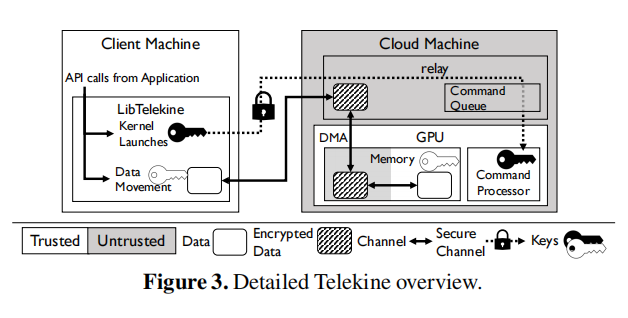 Client Machine
Cloud Machine
API calls from Application
relay
LibTelekine
Command
Queue
Kernel
Launches
DMA
GPU
Data
Movement
Memory
Command
Processor
Trusted
Untrusted
Data
Encrypted
Data
Channel
Secure
Channel
Keys
Figure 3. Detailed Telekine overview.